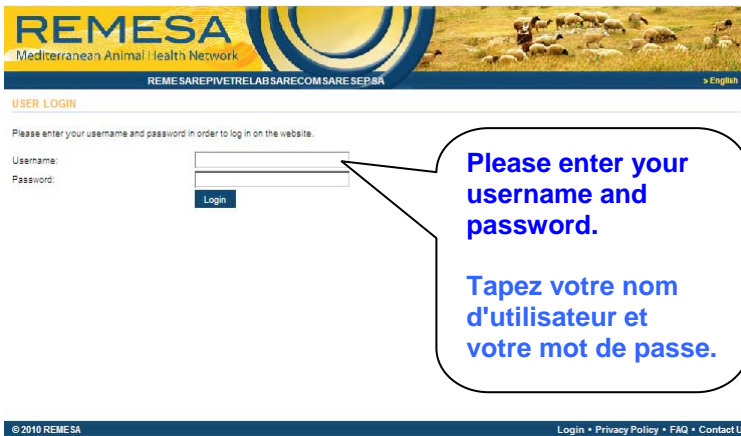 REMESA
Mediterranean Animal Health Network
REMESAREPIVETRELABSARECOMSARESEPSA
> English
USER LOGIN
Please enter your username and password in order to log in on the website.
Username:
Password:
Login
Please enter your
username and
password.
Tapez votre nom
d'utilisateur et
votre mot de passe.
© 2010 REMESA
Login • Privacy Policy • FAQ • Contact U